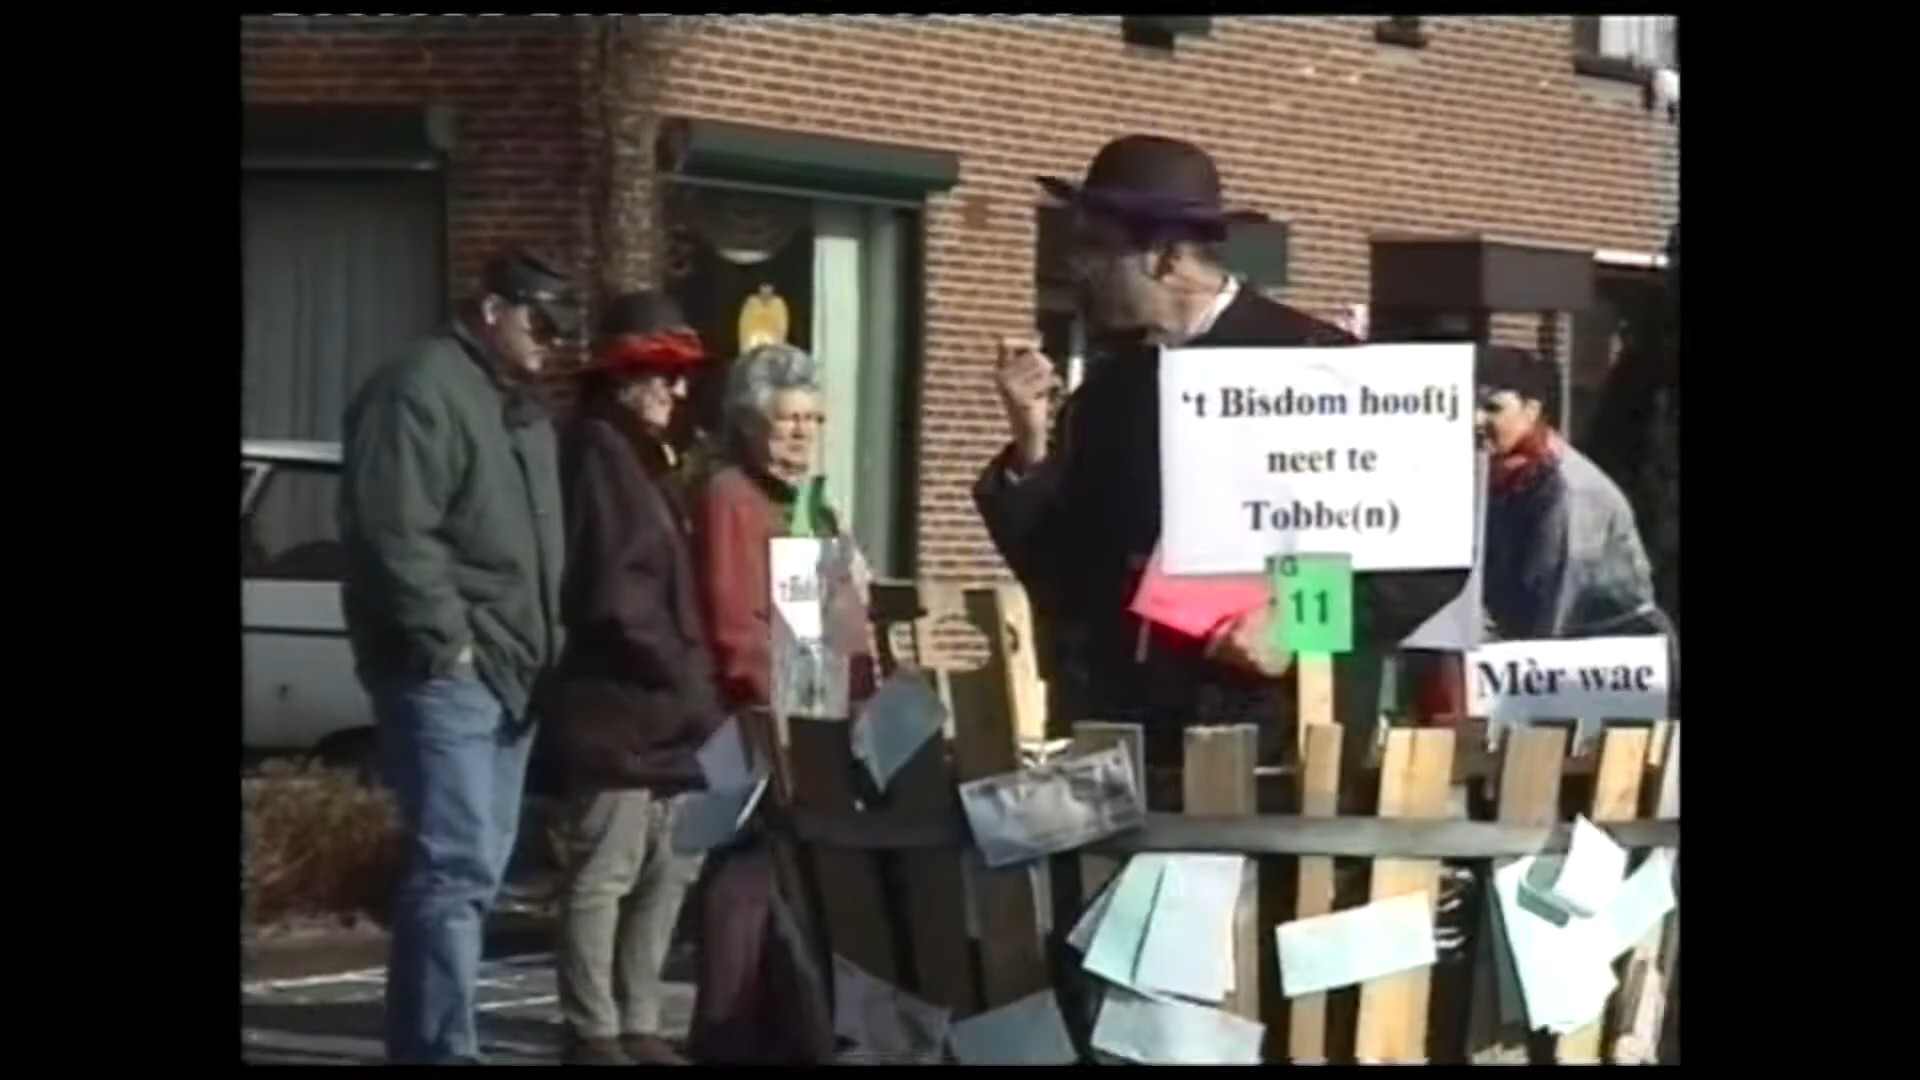 ‘t Bisdom hooftj
neet te
Tobbe(n)
11
Mèr wae